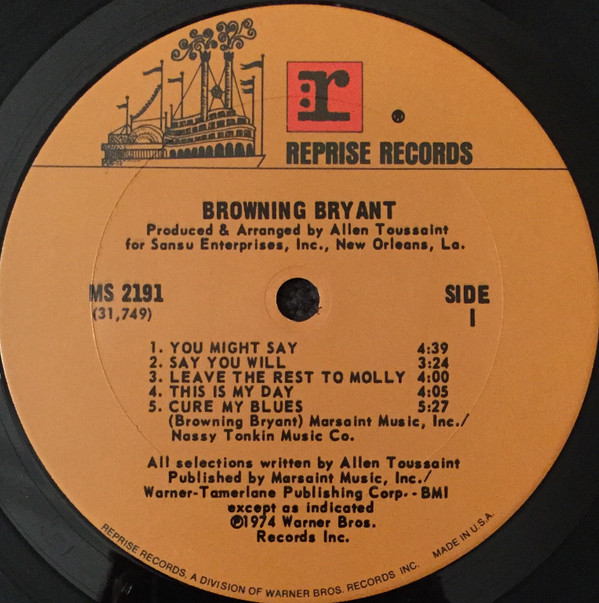 r ®
REPRISE RECORDS
BROWNING BRYANT
Produced & Arranged by Allen Toussaint
for Sansu Enterprises, Inc., New Orleans, La.
MS 2191
(31,749)
SIDE
1
1. YOU MIGHT SAY 4:39
2. SAY YOU WILL 3:24
3. LEAVE THE REST TO MOLLY 4:00
4. THIS IS MY DAY 4:05
5. CURE MY BLUES 5:27
(Browning Bryant) Marsaint Music, Inc./
Nassy Tonkin Music Co.
All selections written by Allen Toussaint
Published by Marsaint Music, Inc./
Warner-Tamerlane Publishing Corp. - BMI
except as indicated
℗1974 Warner Bros.
Records Inc.
REPRISE RECORDS, A DIVISION OF WARNER BROS. RECORDS INC. MADE IN U.S.A.